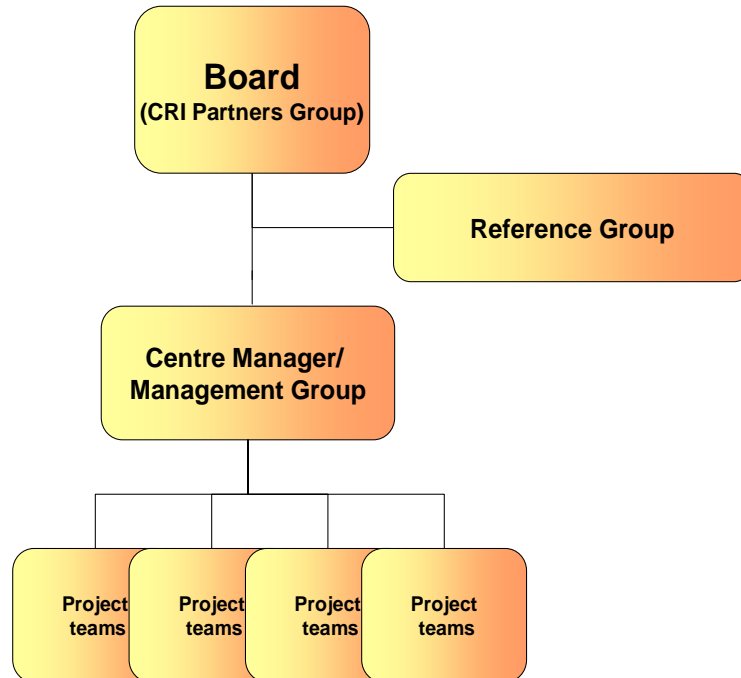 Board
(CRI Partners Group)
Reference Group
Centre Manager/
Management Group
Project
teams
Project
teams
Project
teams
Project
teams